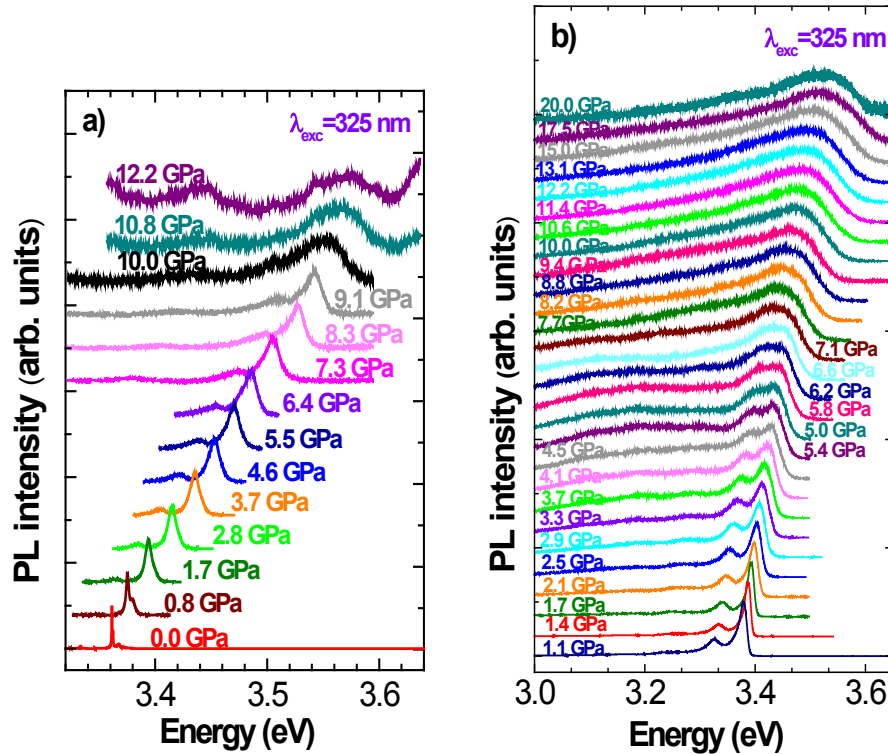 a)
λexc=325 nm
12.2 GPa
10.8 GPa
10.0 GPa
9.1 GPa
8.3 GPa
7.3 GPa
6.4 GPa
5.5 GPa
4.6 GPa
3.7 GPa
2.8 GPa
1.7 GPa
0.8 GPa
0.0 GPa
PL intensity (arb. units)
3.4 3.5 3.6
Energy (eV)
b)
λexc=325 nm
20.0 GPa
17.5 GPa
15.0 GPa
13.1 GPa
12.2 GPa
11.4 GPa
10.6 GPa
10.0 GPa
9.4 GPa
8.8 GPa
8.2 GPa
7.7 GPa
7.1 GPa
6.6 GPa
6.2 GPa
5.8 GPa
5.0 GPa
5.4 GPa
4.5 GPa
4.1 GPa
3.7 GPa
3.3 GPa
2.9 GPa
2.5 GPa
2.1 GPa
1.7 GPa
1.4 GPa
1.1 GPa
PL intensity (arb. units)
3.0 3.2 3.4 3.6
Energy (eV)